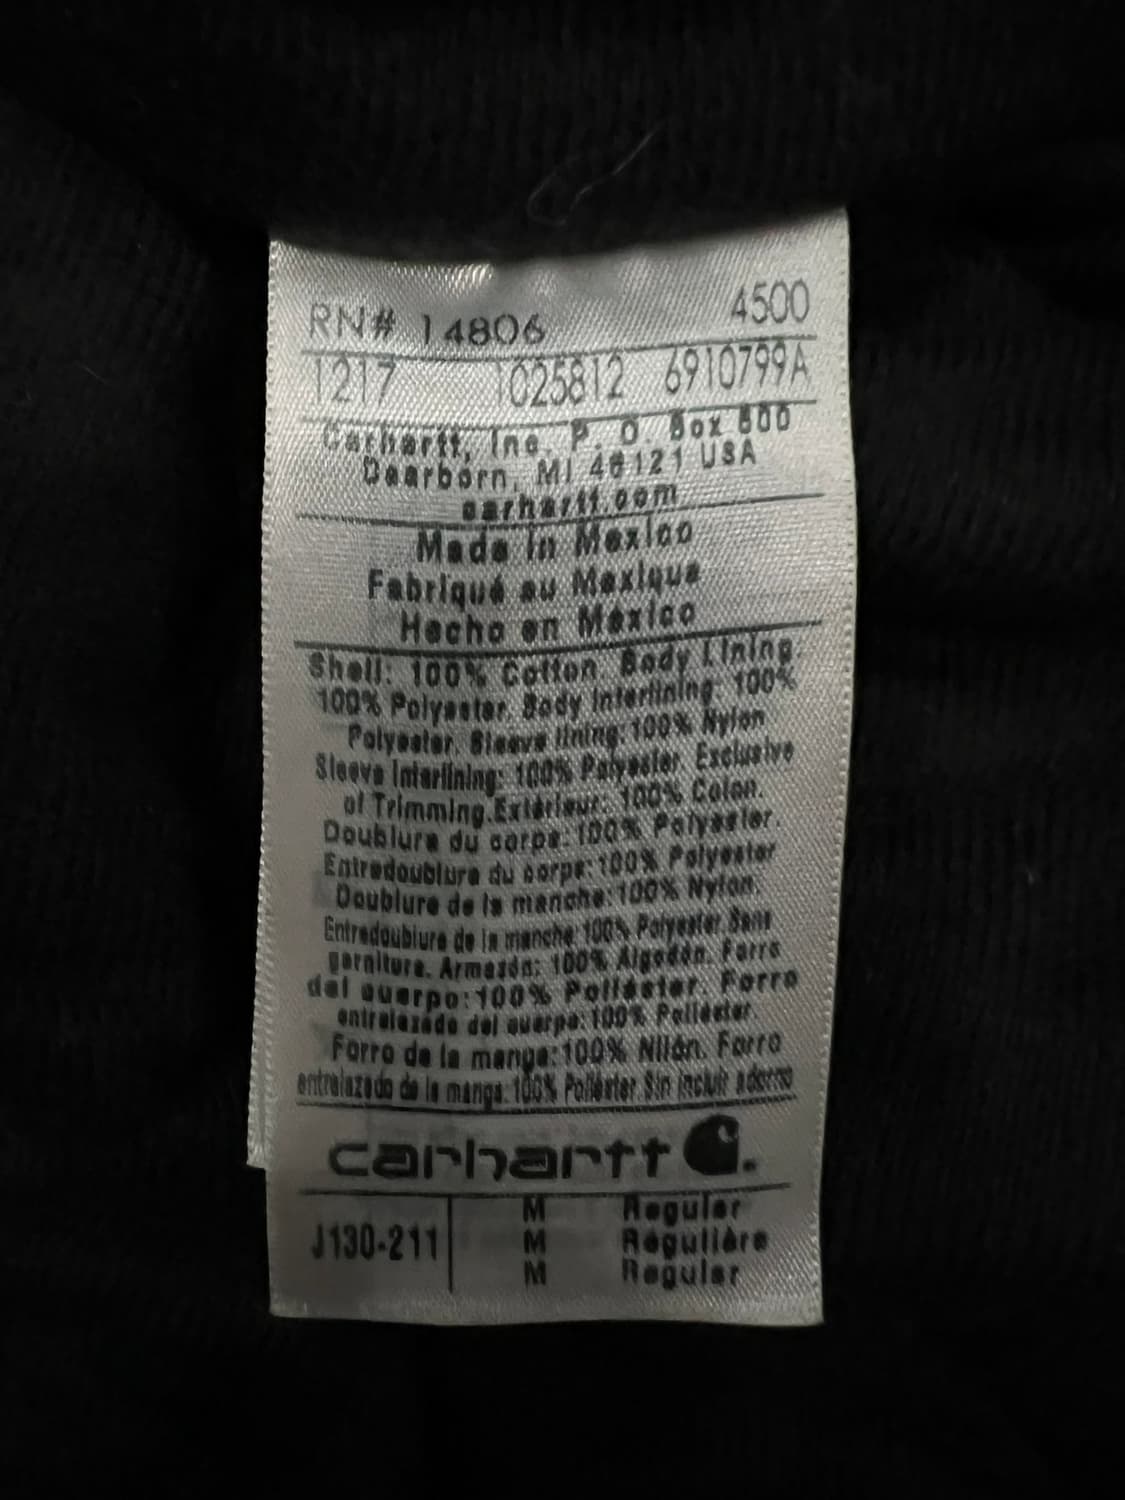 RN# 14806 4500
1217 1025812 6910799A
Carhartt, Inc. P. O. Box 600
Dearborn, MI 48121 USA
carhartt.com
Made in Mexico
Fabriqué au Mexique
Hecho en México
Shell: 100% Cotton. Body Lining:
100% Polyester. Body Interlining: 100%
Polyester. Sleeve lining: 100% Nylon
Sleeve Interlining: 100% Polyester. Exclusive
of Trimming.Extérieur: 100% Coton.
Doublure du corps: 100% Polyester.
Entredoublure du corps: 100% Polyester
Doublure de la manche: 100% Nylon.
Entredoublure de la manche: 100% Polyester.Sans
garniture. Armazón: 100% Algodón. Forro
del cuerpo: 100% Poliéster. Forro
entrelazado del cuerpo: 100% Poliéster.
Forro de la manga: 100% Nilón. Forro
entrelazado de la manga: 100% Poliéster. Sin incluir adorno
carhartt
J130-211 M Regular
M Régulière
M Regular